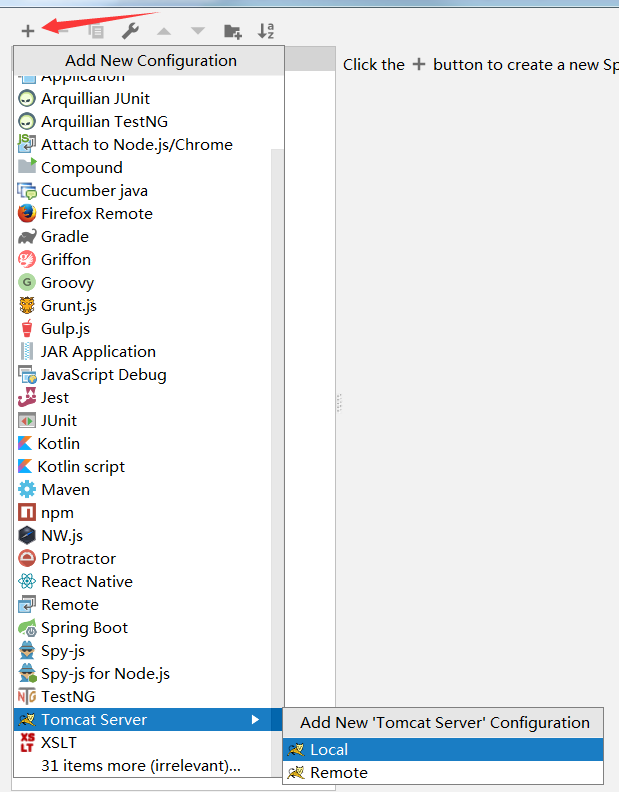 Add New Configuration
Click the + button to create a new Sp
Application
Arquillian JUnit
Arquillian TestNG
Attach to Node.js/Chrome
Compound
Cucumber java
Firefox Remote
Gradle
Griffon
Groovy
Grunt.js
Gulp.js
JAR Application
JavaScript Debug
Jest
JUnit
Kotlin
Kotlin script
Maven
npm
NW.js
Protractor
React Native
Remote
Spring Boot
Spy-js
Spy-js for Node.js
TestNG
Tomcat Server
XSLT
31 items more (irrelevant)...
Add New 'Tomcat Server' Configuration
Local
Remote